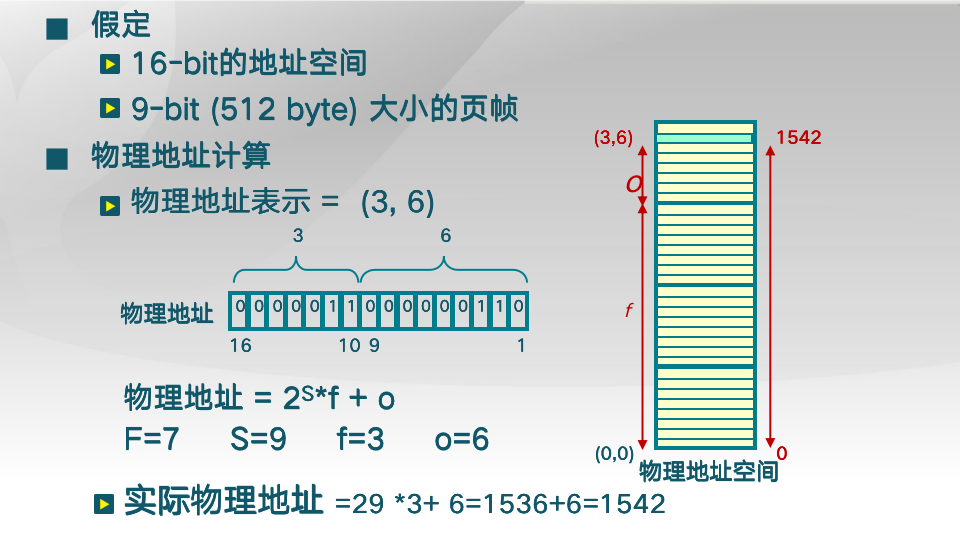 假定
16-bit的地址空间
9-bit (512 byte) 大小的页帧
物理地址计算
物理地址表示 = (3, 6)
3 6
物理地址 0 0 0 0 0 1 1 0 0 0 0 0 0 1 1 0
16 10 9 1
物理地址 = 2ˢ*f + o
F=7 S=9 f=3 o=6
实际物理地址 =29 *3+ 6=1536+6=1542
(3,6) 1542
o
f
(0,0) 0
物理地址空间